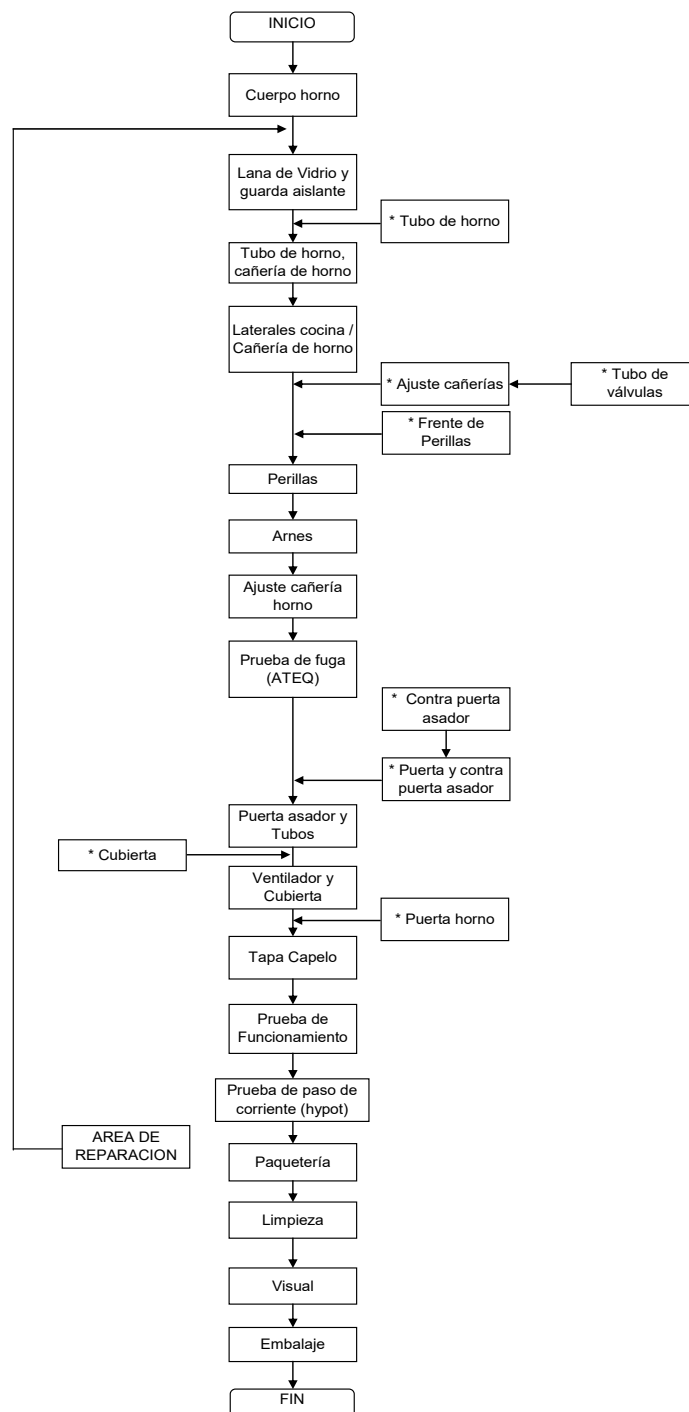 INICIO
Cuerpo horno
Lana de Vidrio y
guarda aislante
* Tubo de horno
Tubo de horno,
cañería de horno
Laterales cocina /
Cañería de horno
* Ajuste cañerías
* Tubo de
válvulas
* Frente de
Perillas
Perillas
Arnes
Ajuste cañería
horno
Prueba de fuga
(ATEQ)
* Contra puerta
asador
* Puerta y contra
puerta asador
Puerta asador y
Tubos
* Cubierta
Ventilador y
Cubierta
* Puerta horno
Tapa Capelo
Prueba de
Funcionamiento
Prueba de paso de
corriente (hypot)
AREA DE
REPARACION
Paquetería
Limpieza
Visual
Embalaje
FIN